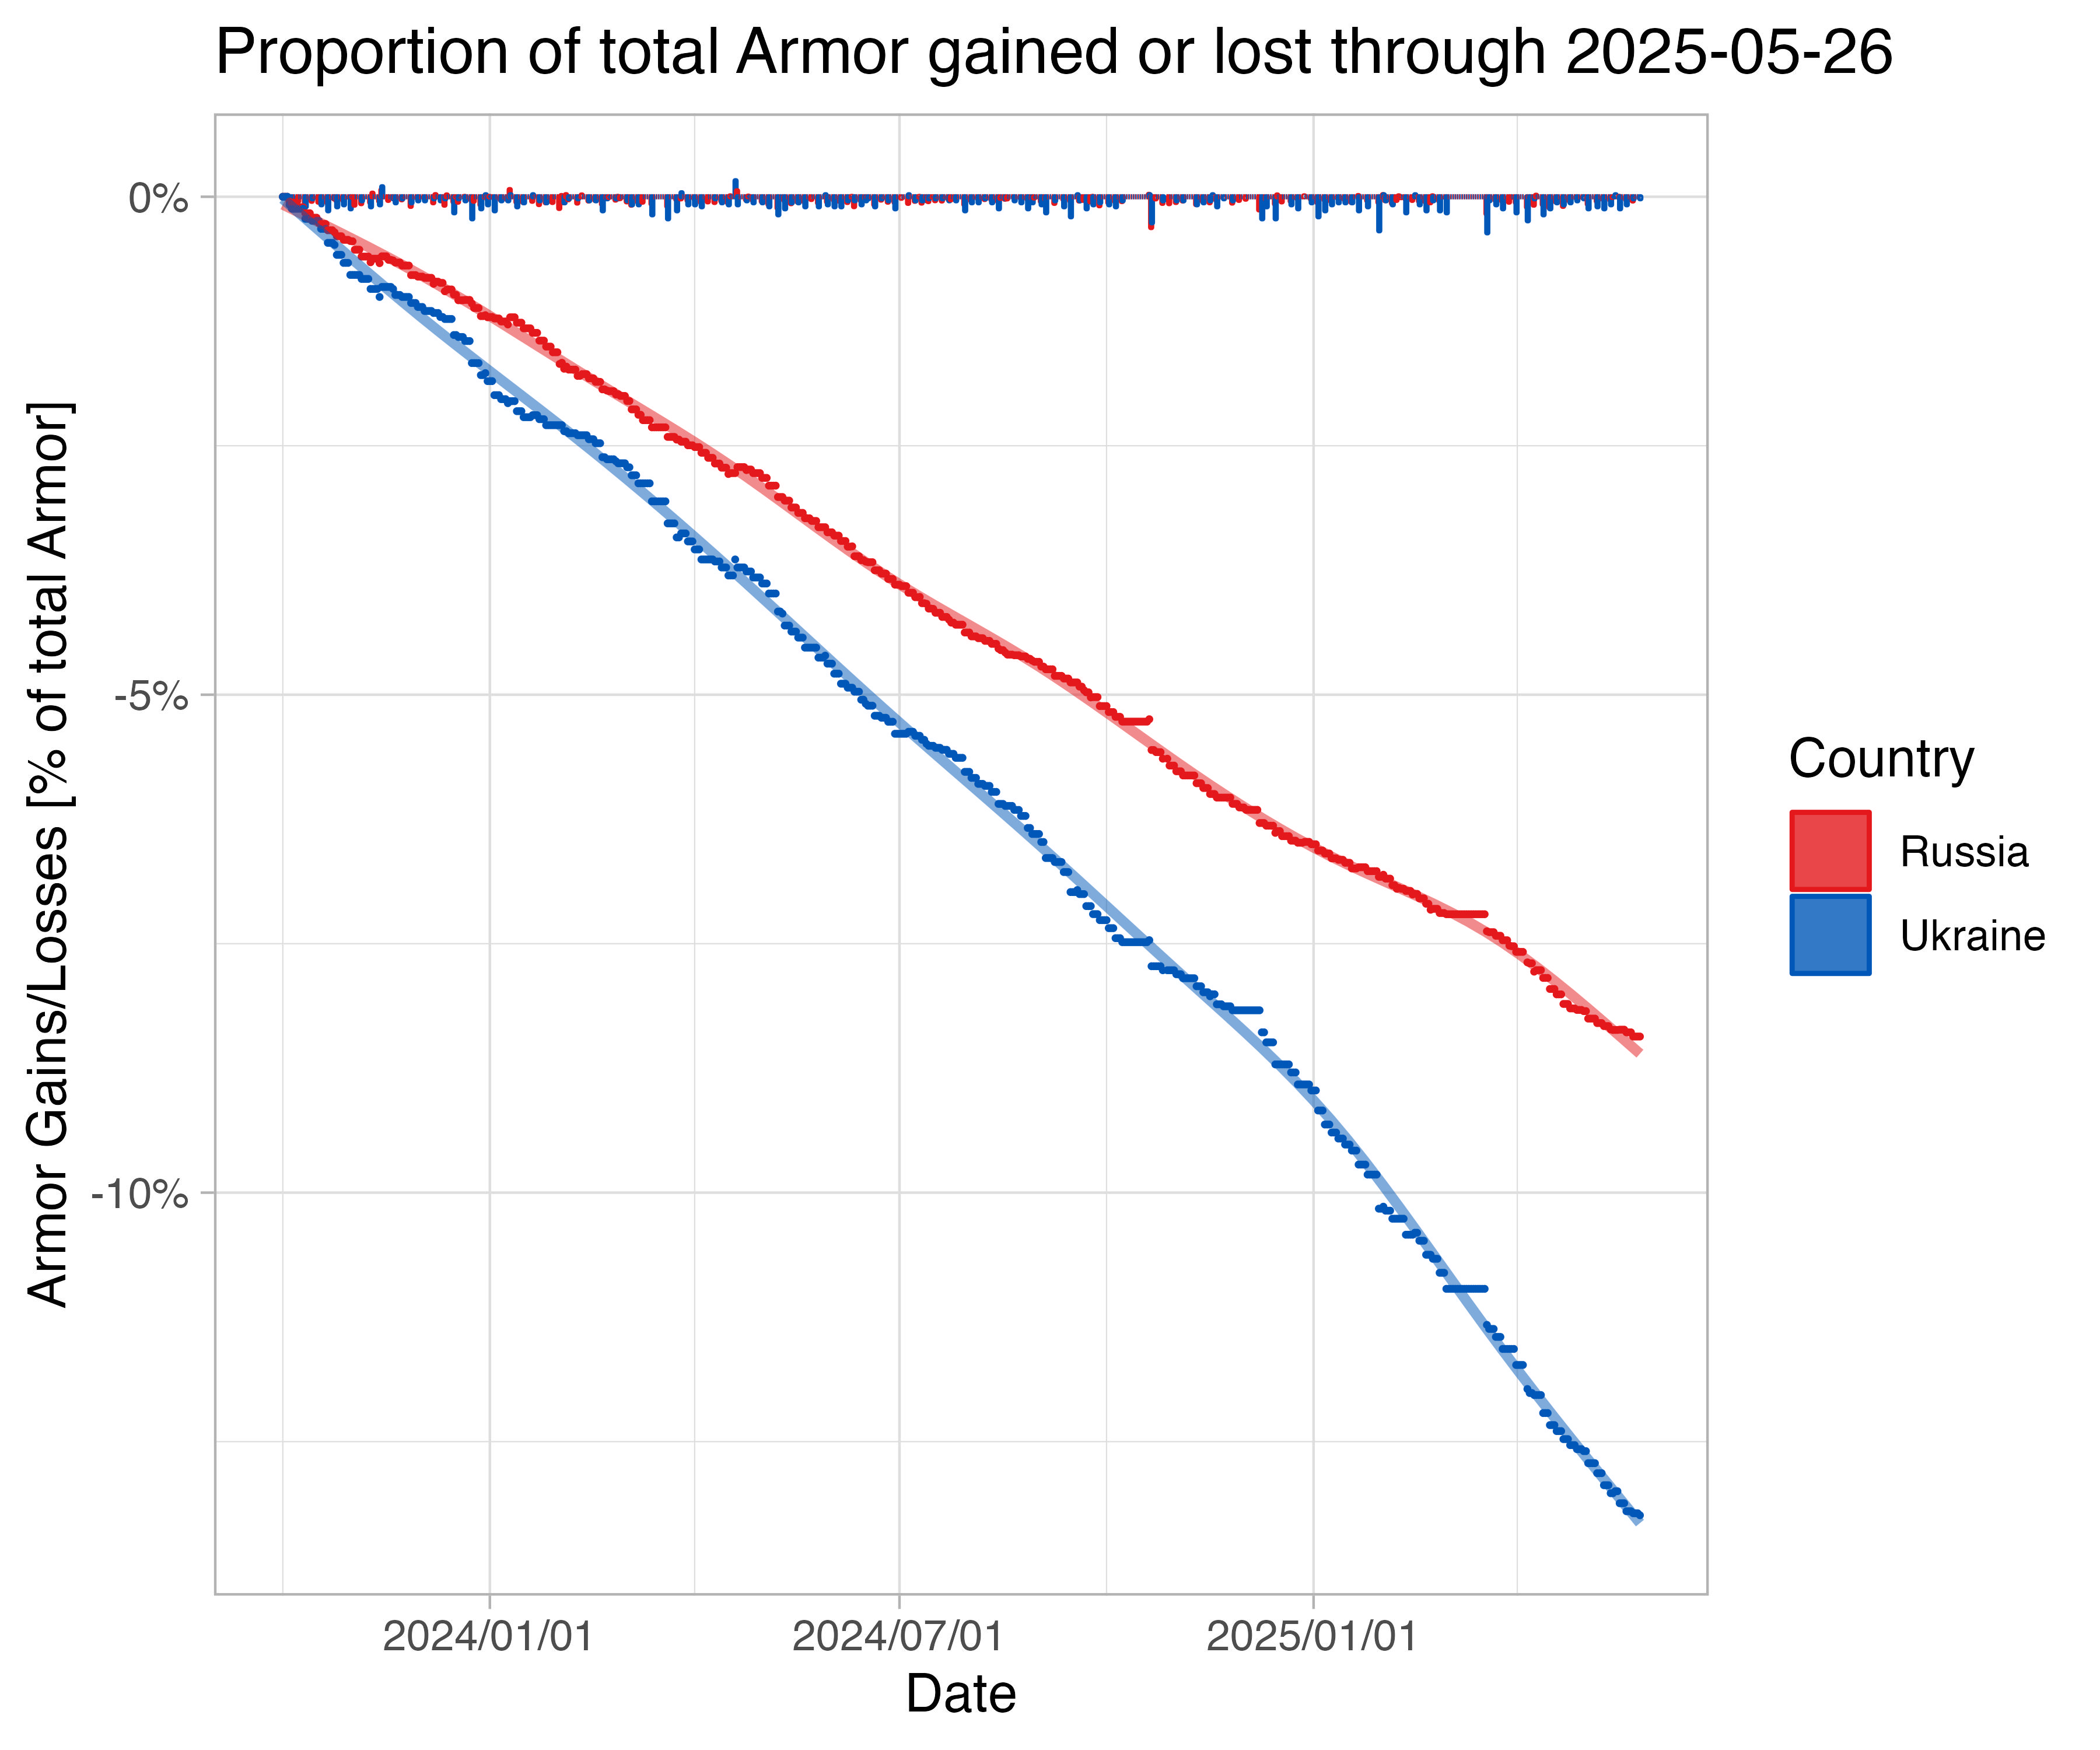 Proportion of total Armor gained or lost through 2025-05-26
Armor Gains/Losses [% of total Armor]
0%
-5%
-10%
2024/01/01
2024/07/01
2025/01/01
Date
Country
Russia
Ukraine